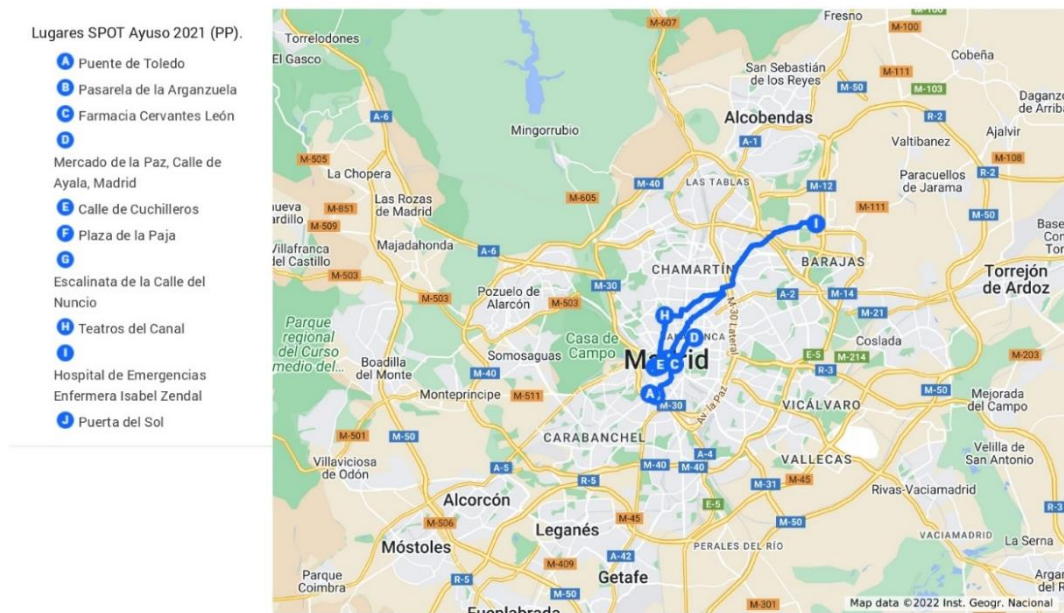 Lugares SPOT Ayuso 2021 (PP).
A Puente de Toledo
B Pasarela de la Arganzuela
C Farmacia Cervantes León
D
Mercado de la Paz, Calle de
Ayala, Madrid
E Calle de Cuchilleros
F Plaza de la Paja
G
Escalinata de la Calle del
Nuncio
H Teatros del Canal
I
Hospital de Emergencias
Enfermera Isabel Zendal
J Puerta del Sol
Torrelodones
El Gasco
M-607
Fresno
M-100
Cobeña
San Sebastián
de los Reyes
M-111
M-50
M-103
Daganzo
de Arriba
A-6
Mingorrubio
Alcobendas
R-2
Ajalvir
A-1
Valtibanez
M-505
M-108
La Chopera
M-40
LAS TABLAS
M-12
Paracuellos
de Jarama
R-2
M-605
Las Rozas
de Madrid
M-851
M-509
M-111
M-50
I
Villafranca
del Castillo
Majadahonda
A-6
BARAJAS
CHAMARTÍN
Torrejón
de Ardoz
M-503
M-30
M-503
Pozuelo de
Alarcón
M-503
A-2
M-14
M-30 Lateral
H
M-21
Parque
regional
del Curso
medio del...
Casa de
Campo
D
Coslada
Somosaguas
Madrid
E-5
M-214
M-203
Boadilla
del Monte
E
C
R-3
M-40
A
M-30
Av. la Paz
M-50
Monteprincipe
M-511
VICÁLVARO
Mejorada
del Campo
M-501
CARABANCHEL
M-50
VALLECAS
Velilla de
San Antonio
A-4
Villaviciosa
de Odón
A-5
M-40
M-40
M-31
M-45
R-5
Rivas-Vaciamadrid
Alcorcón
E-5
R-3
M-506
M-45
M-50
Leganés
VACIAMADRID
La Serna
Móstoles
PERALES DEL RÍO
A-42
M-409
Parque
Coimbra
R-5
Getafe
M-301
Fuenlabrada
Map data ©2022 Inst. Geogr. Nacional